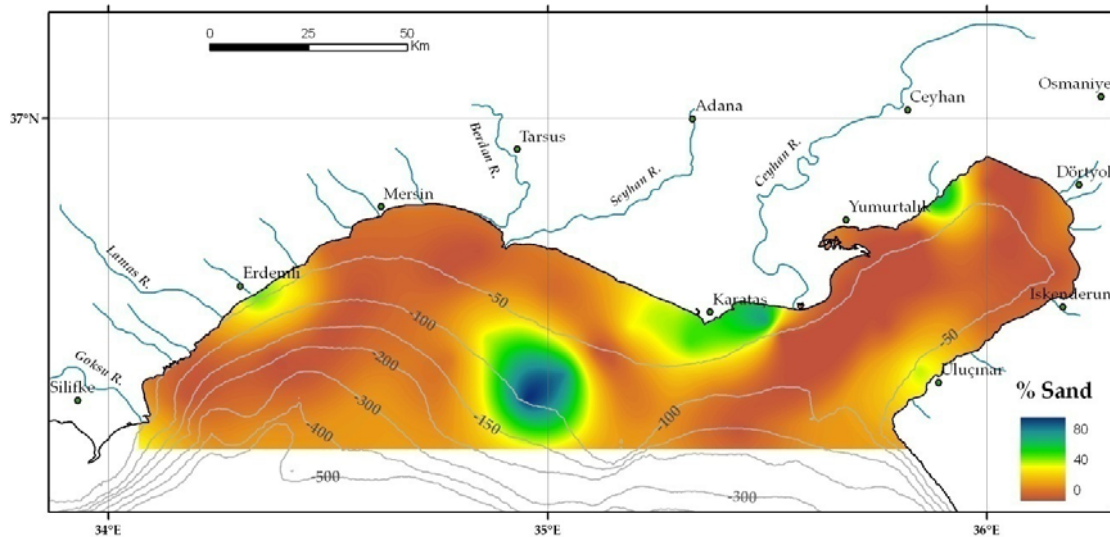 0 25 50
Km
Osmaniye
Ceyhan
Adana
37°N
Tarsus
Berdan R.
Seyhan R.
Ceyhan R.
Dörtyol
Mersin
Yumurtalık
Lamas R.
Erdemli
Karataş
İskenderun
-50
-100
-200
-300
-400
-500
-150
-100
-50
-300
Goksu R.
Silifke
Uluçınar
% Sand
80
40
0
34°E 35°E 36°E